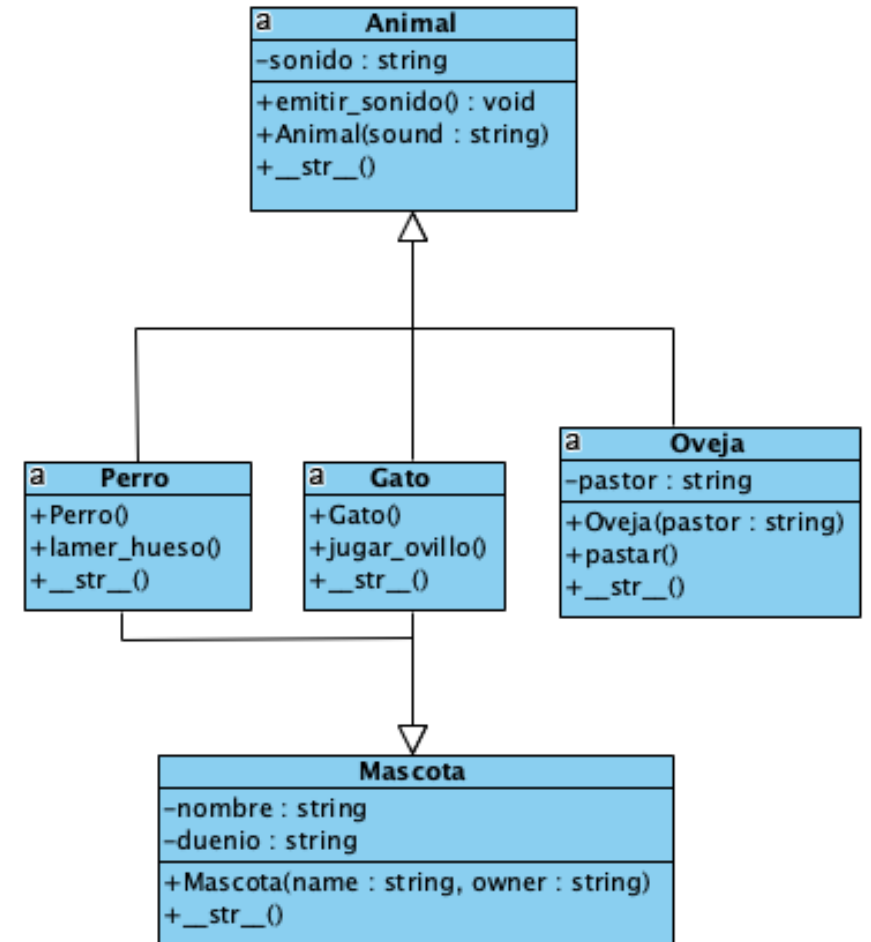 a Animal
-sonido : string
+emitir_sonido() : void
+Animal(sound : string)
+__str__()
a Perro
+Perro()
+lamer_hueso()
+__str__()
a Gato
+Gato()
+jugar_ovillo()
+__str__()
a Oveja
-pastor : string
+Oveja(pastor : string)
+pastar()
+__str__()
Mascota
-nombre : string
-duenio : string
+Mascota(name : string, owner : string)
+__str__()